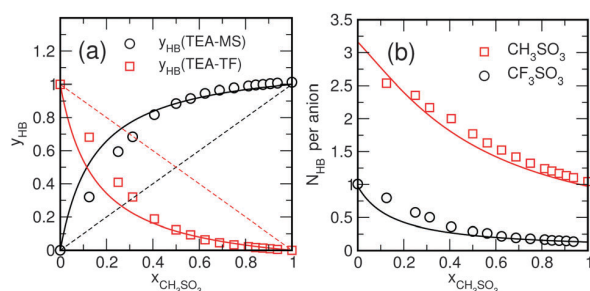 (a)
y_HB(TEA-MS)
y_HB(TEA-TF)
y_HB
1.2
1
0.8
0.6
0.4
0.2
0
0 0.2 0.4 0.6 0.8 1
x_CH3SO3
(b)
CH3SO3
CF3SO3
N_HB per anion
3.5
3
2.5
2
1.5
1
0.5
0
0 0.2 0.4 0.6 0.8 1
x_CH3SO3